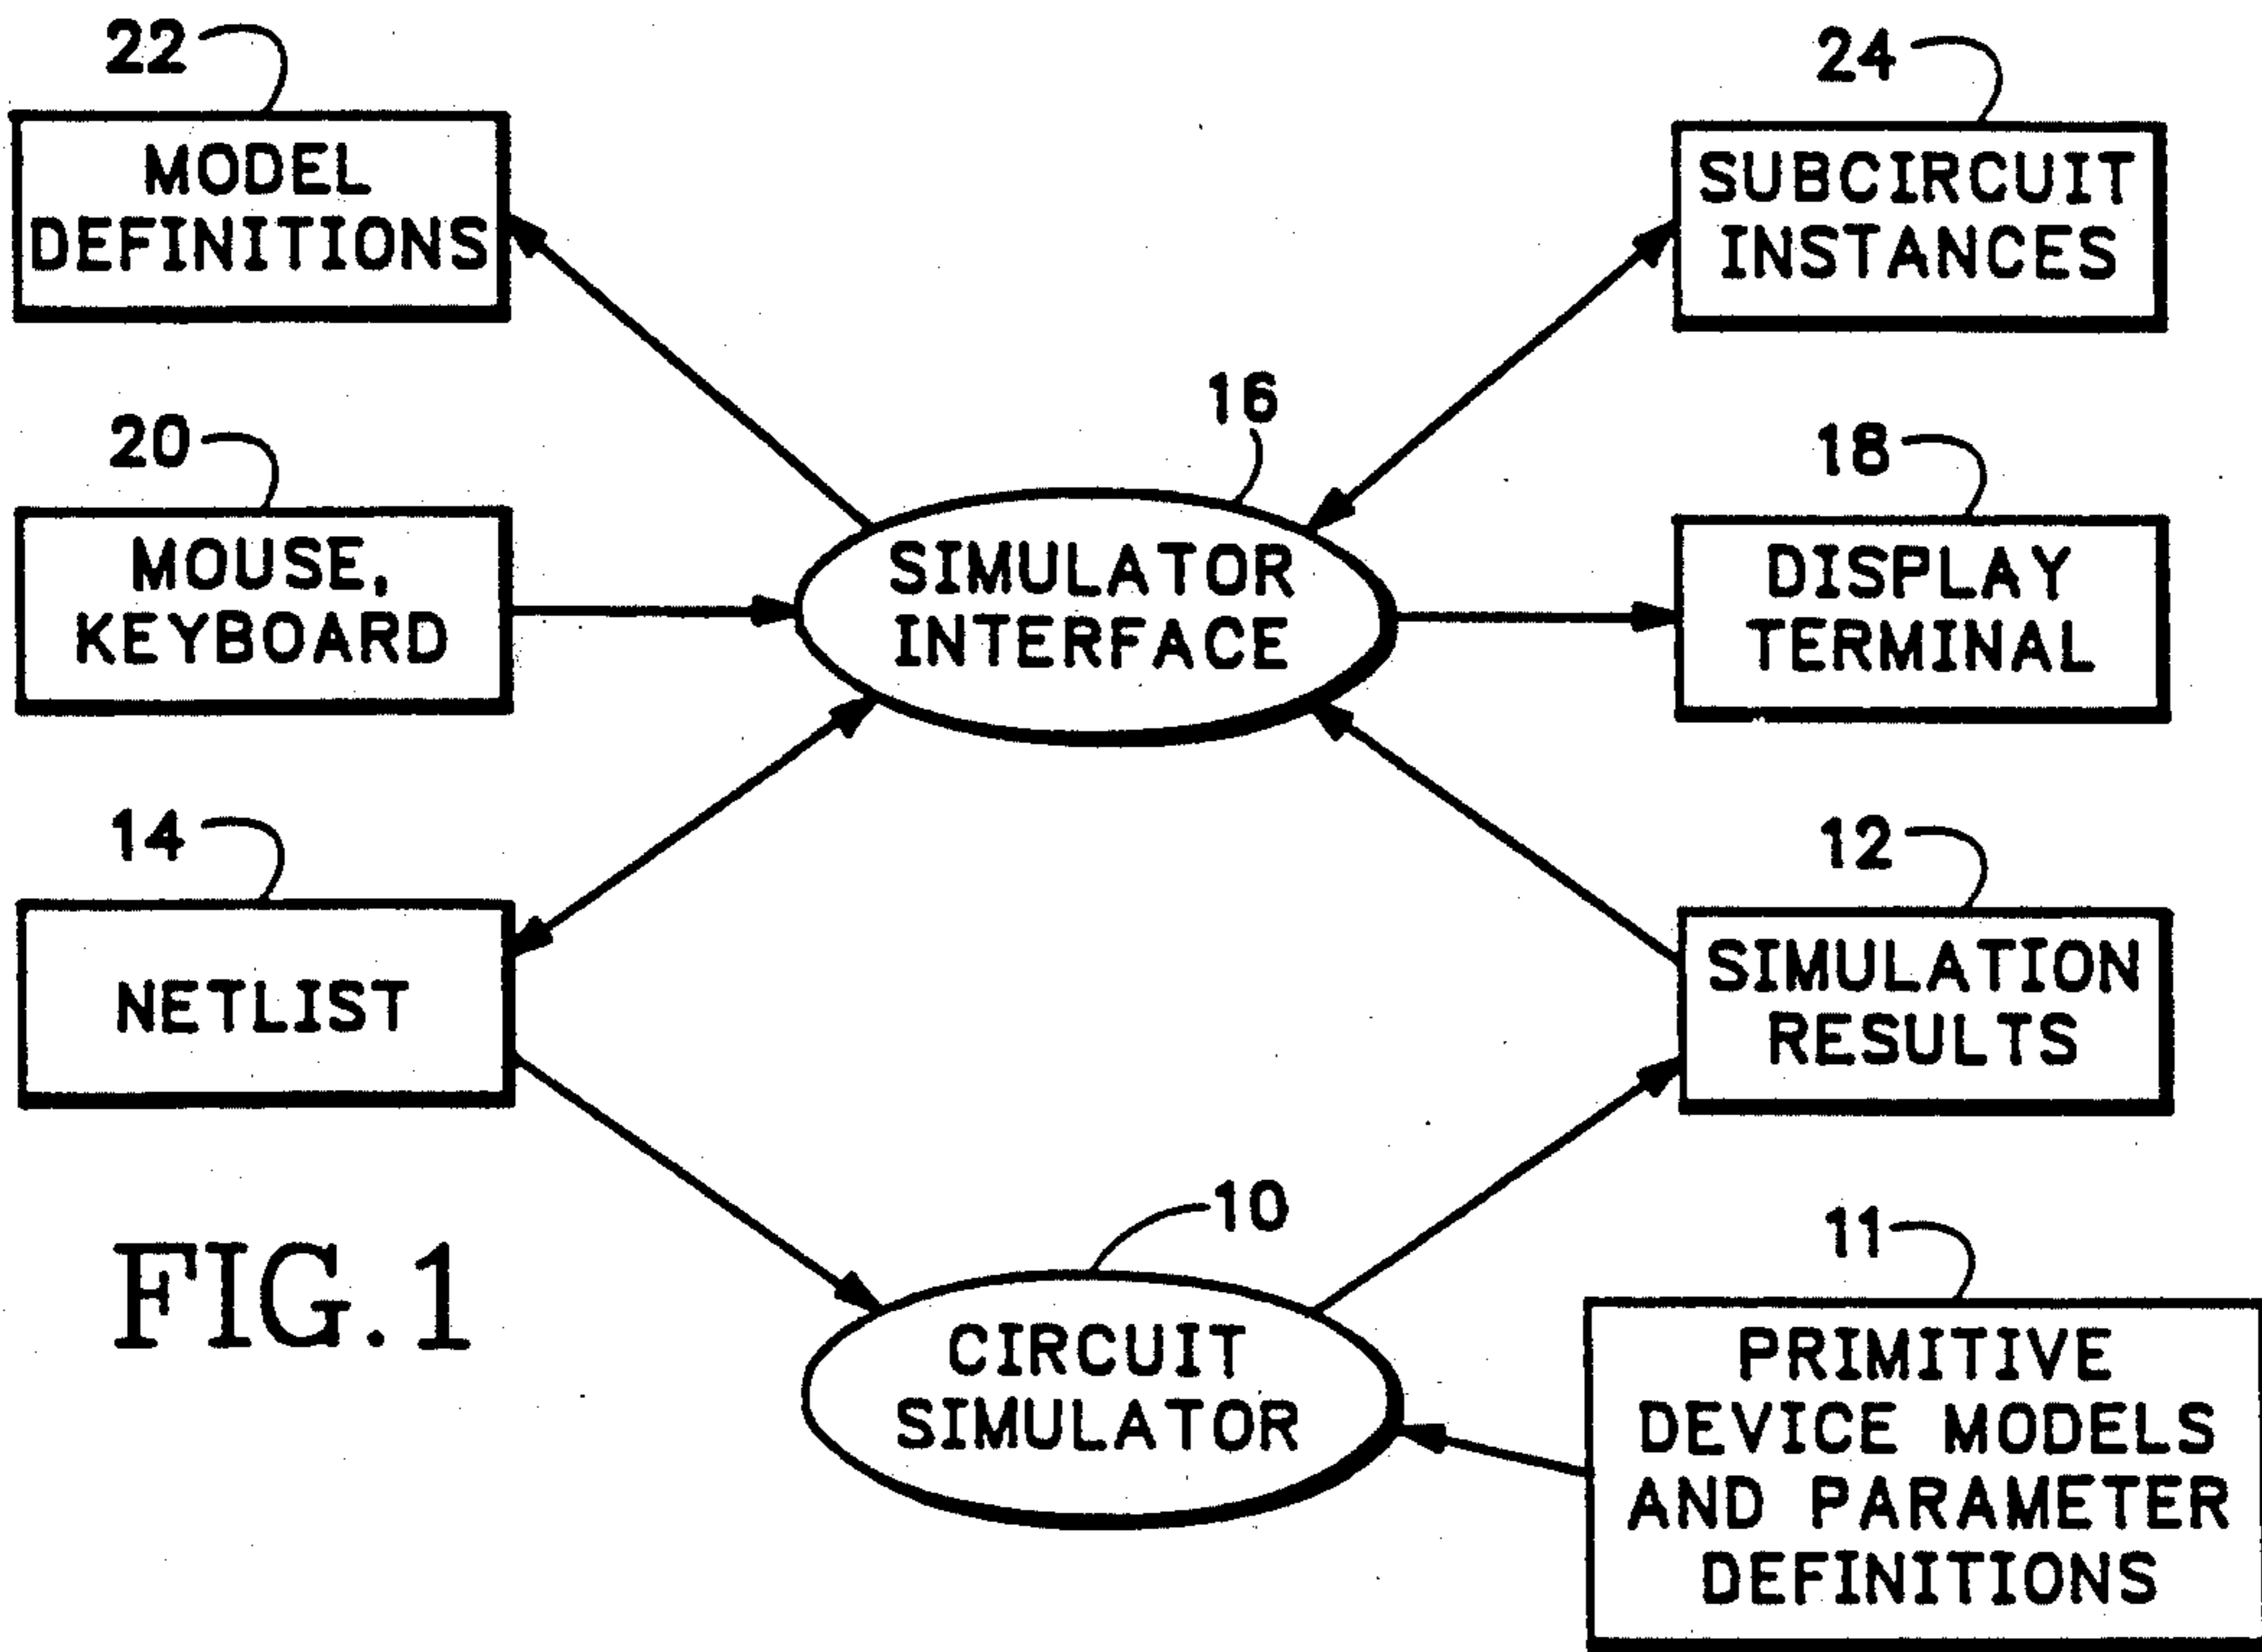 22
MODEL
DEFINITIONS
24
SUBCIRCUIT
INSTANCES
20
MOUSE,
KEYBOARD
16
SIMULATOR
INTERFACE
18
DISPLAY
TERMINAL
14
NETLIST
12
SIMULATION
RESULTS
FIG.1
10
CIRCUIT
SIMULATOR
11
PRIMITIVE
DEVICE MODELS
AND PARAMETER
DEFINITIONS